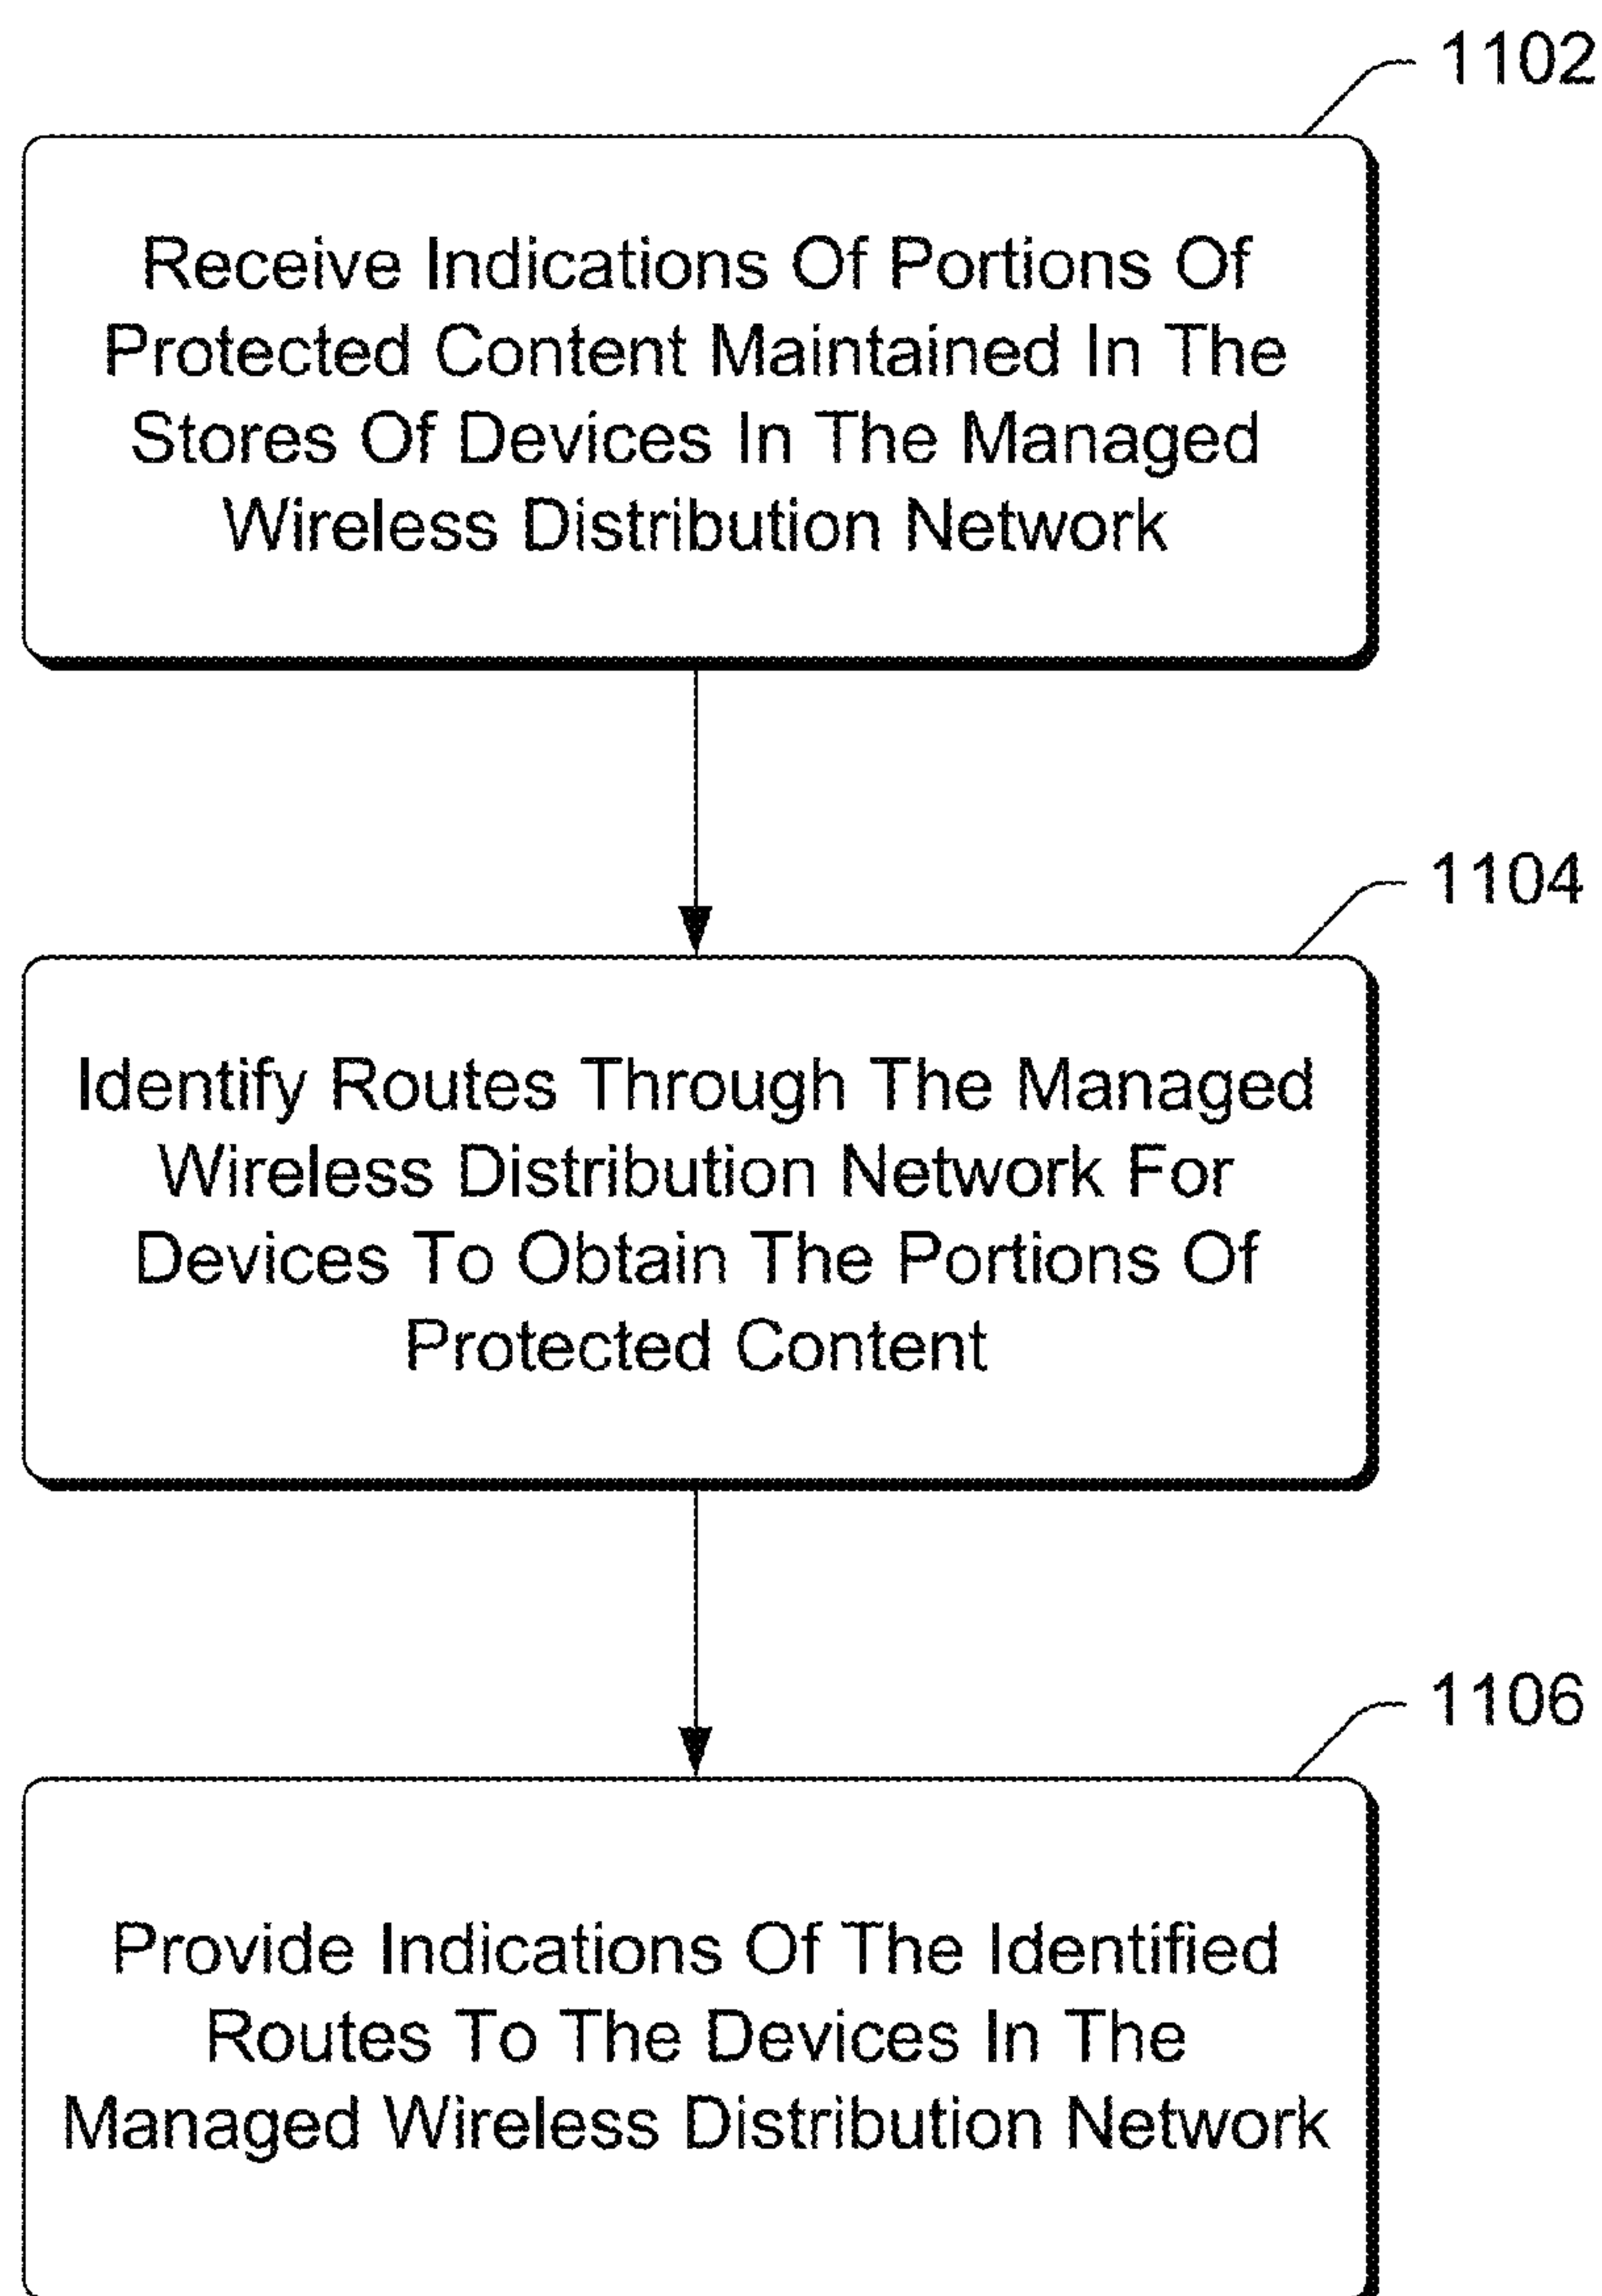 1102
Receive Indications Of Portions Of
Protected Content Maintained In The
Stores Of Devices In The Managed
Wireless Distribution Network
1104
Identify Routes Through The Managed
Wireless Distribution Network For
Devices To Obtain The Portions Of
Protected Content
1106
Provide Indications Of The Identified
Routes To The Devices In The
Managed Wireless Distribution Network